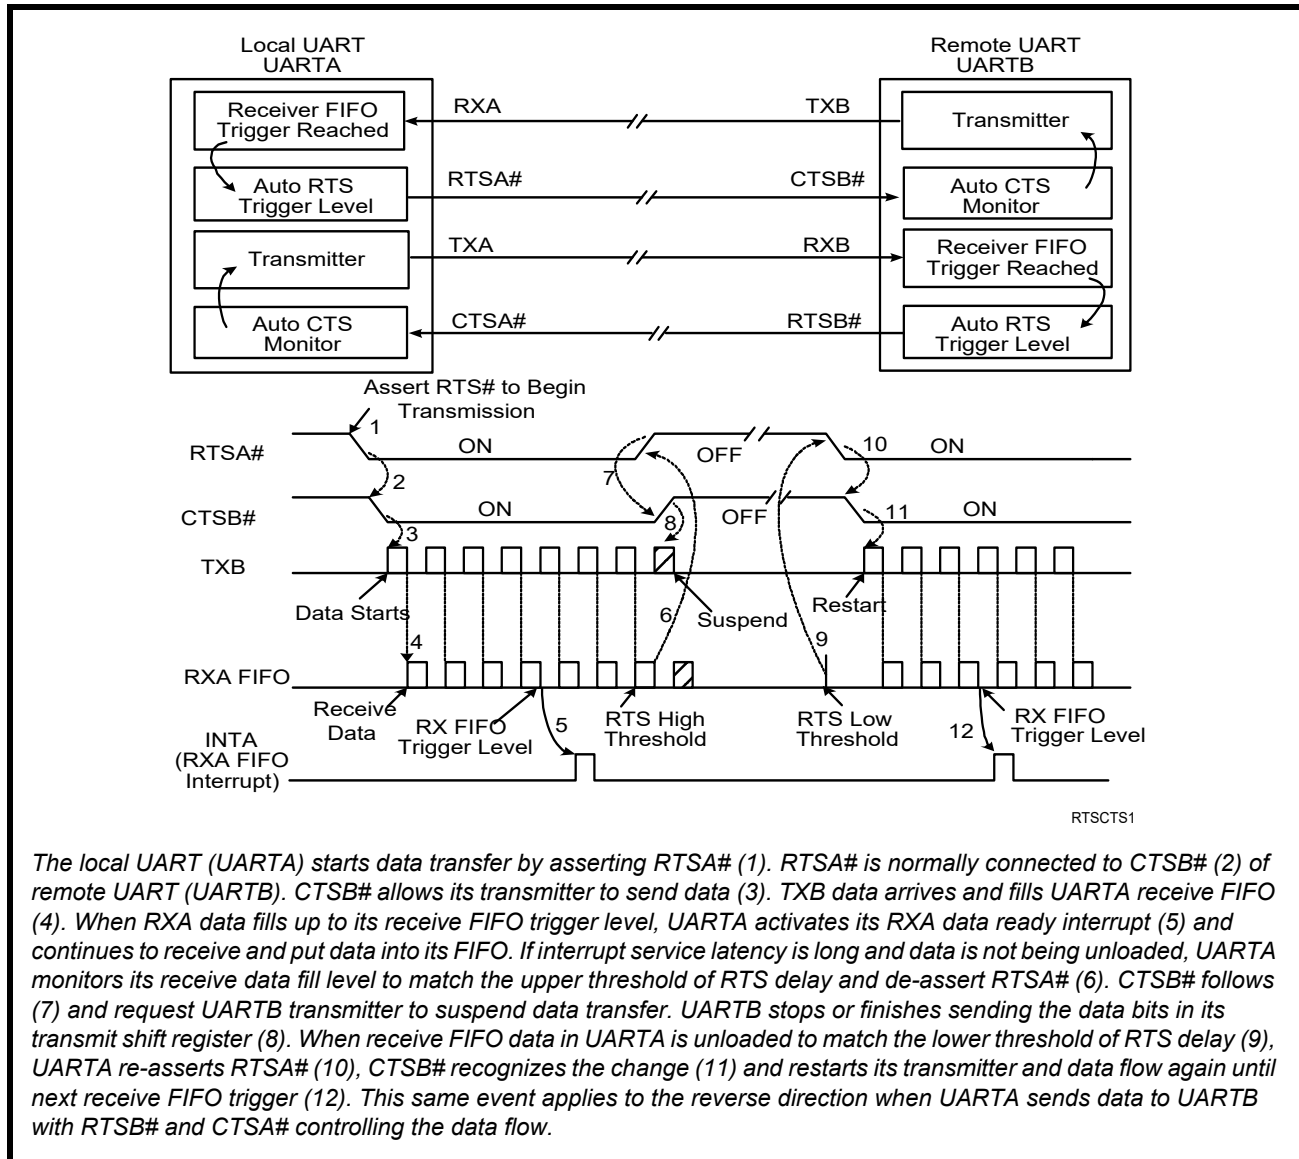 Local UART
UARTA
Remote UART
UARTB
Receiver FIFO
Trigger Reached
RXA
TXB
Transmitter
Auto RTS
Trigger Level
RTSA#
CTSB#
Auto CTS
Monitor
Transmitter
TXA
RXB
Receiver FIFO
Trigger Reached
Auto CTS
Monitor
CTSA#
RTSB#
Auto RTS
Trigger Level
Assert RTS# to Begin
Transmission
RTSA#
1
ON
OFF
10
ON
2
7
CTSB#
ON
8
OFF
11
ON
3
TXB
Data Starts
6
Suspend
Restart
4
9
RXA FIFO
Receive
Data
RX FIFO
Trigger Level
5
RTS High
Threshold
RTS Low
Threshold
12
RX FIFO
Trigger Level
INTA
(RXA FIFO
Interrupt)
RTSCTS1
The local UART (UARTA) starts data transfer by asserting RTSA# (1). RTSA# is normally connected to CTSB# (2) of
remote UART (UARTB). CTSB# allows its transmitter to send data (3). TXB data arrives and fills UARTA receive FIFO
(4). When RXA data fills up to its receive FIFO trigger level, UARTA activates its RXA data ready interrupt (5) and
continues to receive and put data into its FIFO. If interrupt service latency is long and data is not being unloaded, UARTA
monitors its receive data fill level to match the upper threshold of RTS delay and de-assert RTSA# (6). CTSB# follows
(7) and request UARTB transmitter to suspend data transfer. UARTB stops or finishes sending the data bits in its
transmit shift register (8). When receive FIFO data in UARTA is unloaded to match the lower threshold of RTS delay (9),
UARTA re-asserts RTSA# (10), CTSB# recognizes the change (11) and restarts its transmitter and data flow again until
next receive FIFO trigger (12). This same event applies to the reverse direction when UARTA sends data to UARTB
with RTSB# and CTSA# controlling the data flow.